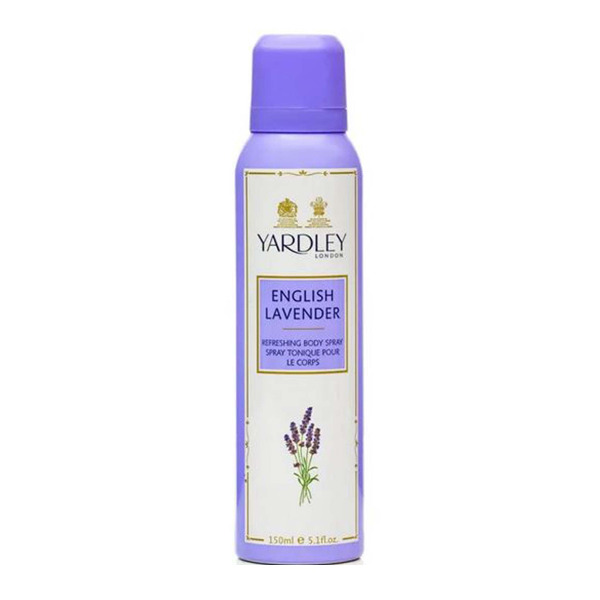 YARDLEY
LONDON
ENGLISH
LAVENDER
REFRESHING BODY SPRAY
SPRAY TONIQUE POUR
LE CORPS
150ml e 5.1fl.oz.